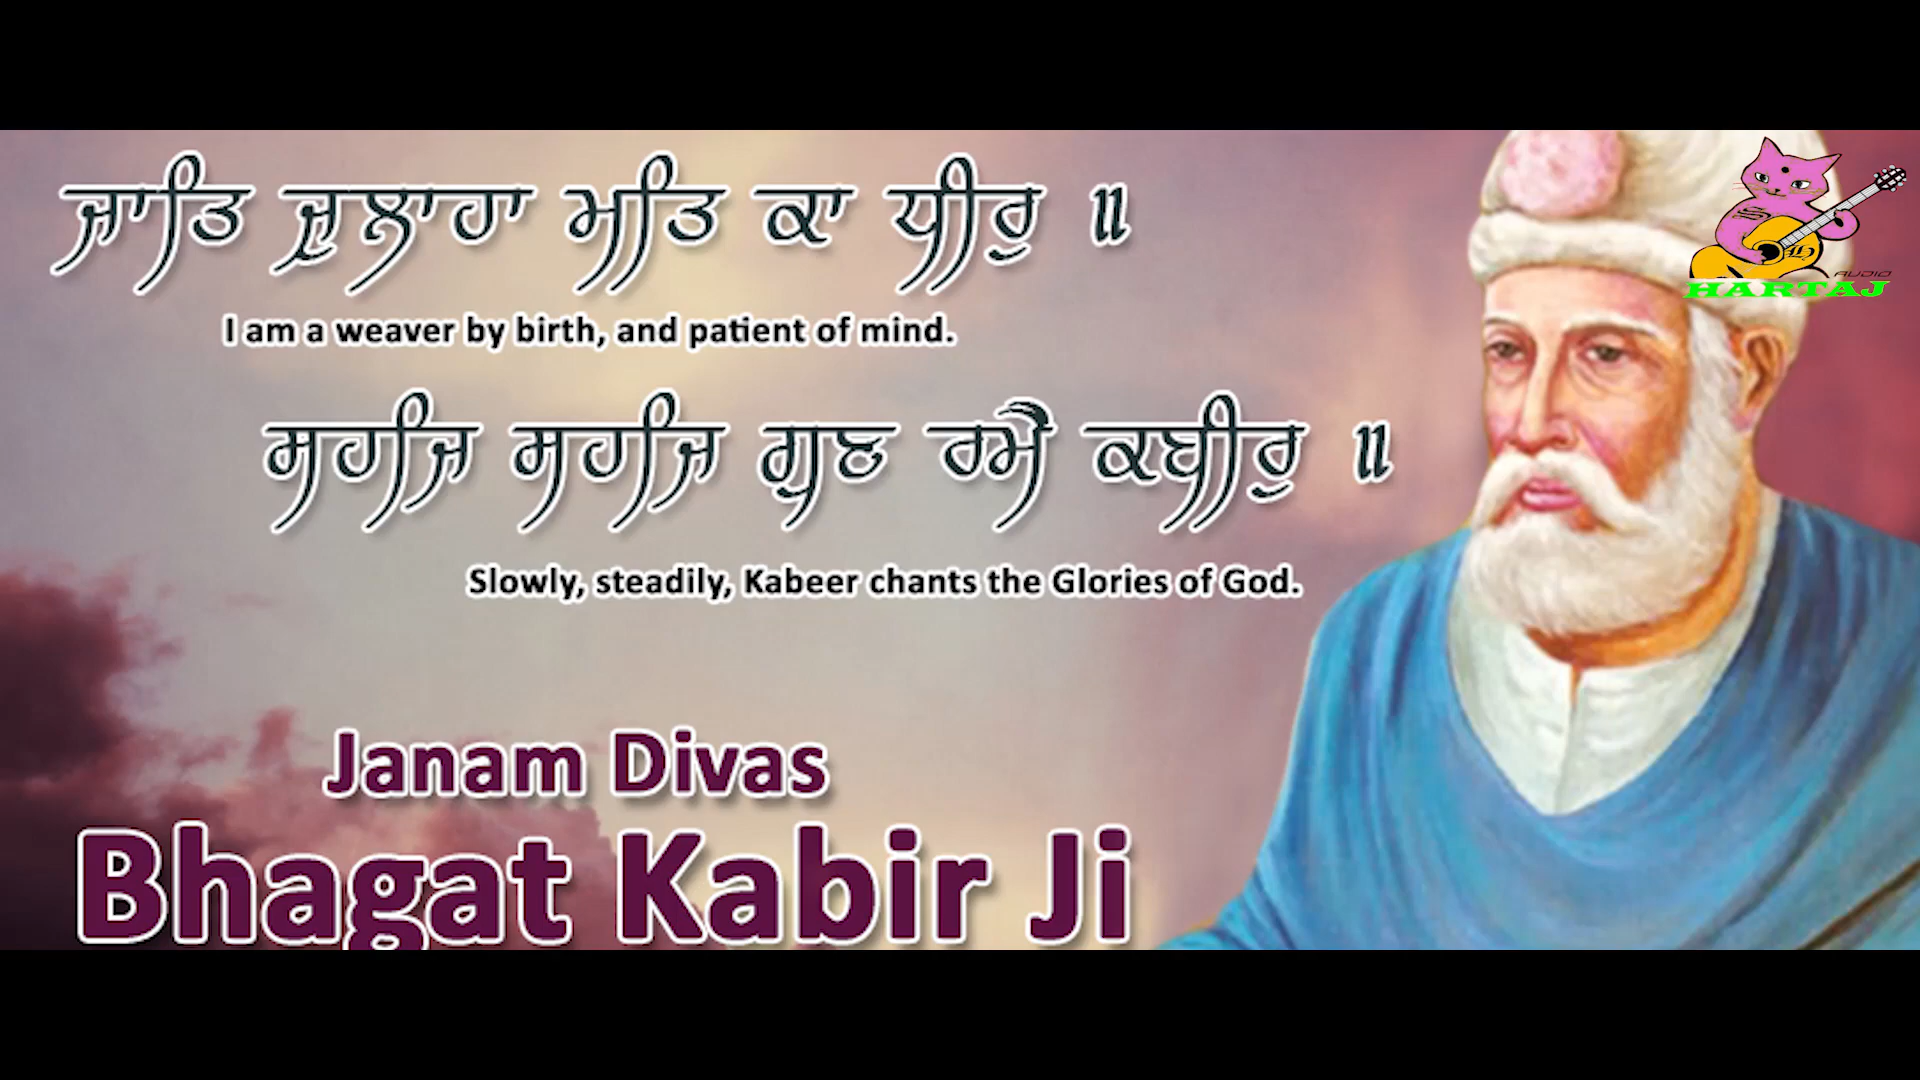 ਜਾਤਿ ਜੁਲਾਹਾ ਮਤਿ ਕਾ ਧੀਰੁ ॥
I am a weaver by birth, and patient of mind.
ਸਹਜਿ ਸਹਜਿ ਗੁਣ ਰਮੈ ਕਬੀਰੁ ॥
Slowly, steadily, Kabeer chants the Glories of God.
Janam Divas
Bhagat Kabir Ji
AUDIO
HARTAJ